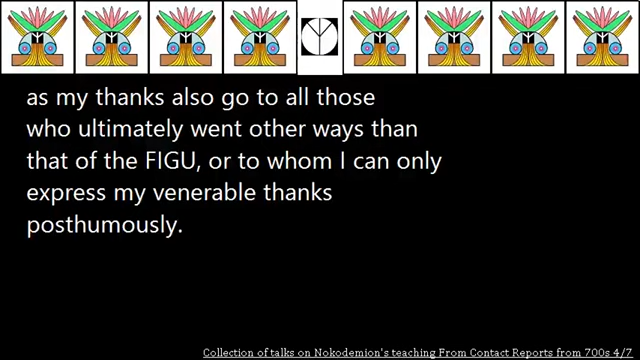 as my thanks also go to all those
who ultimately went other ways than
that of the FIGU, or to whom I can only
express my venerable thanks
posthumously.
Collection of talks on Nokodemion's teaching From Contact Reports from 700s 4/7